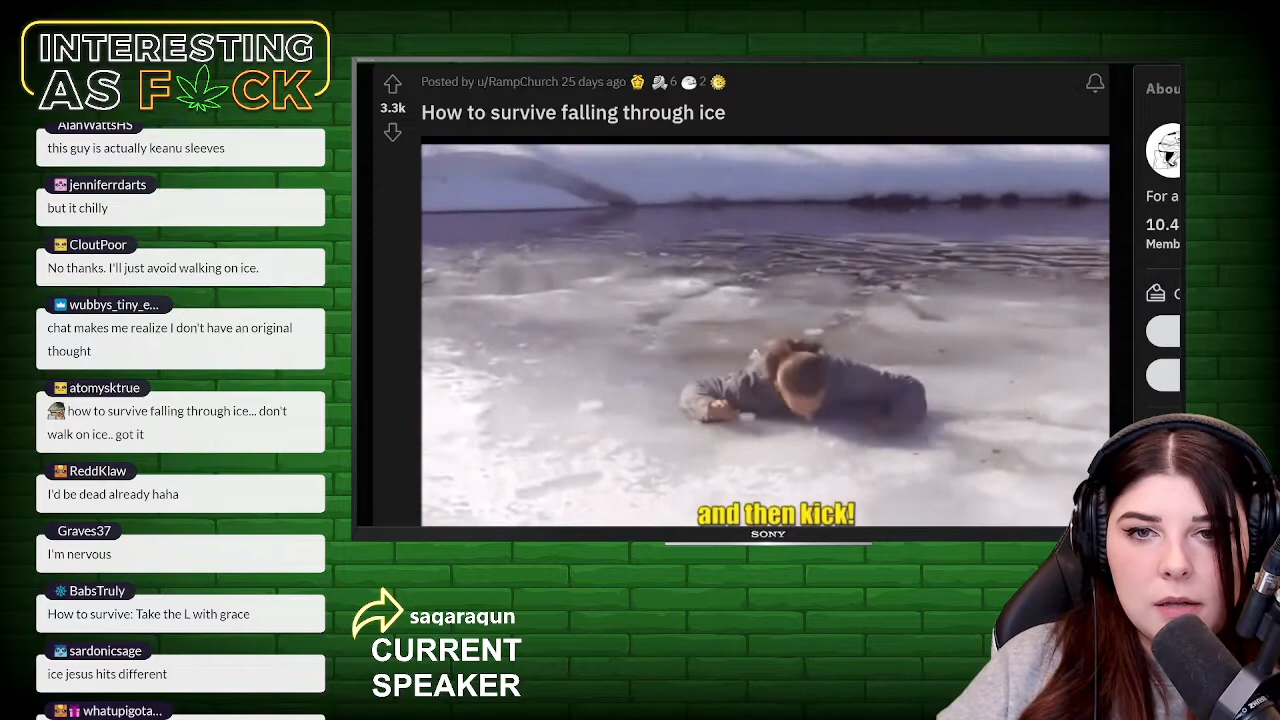 INTERESTING
AS F CK
AlanWattsHS
this guy is actually keanu sleeves
jenniferrdarts
but it chilly
CloutPoor
No thanks. I'll just avoid walking on ice.
wubbys_tiny_e...
chat makes me realize I don't have an original
thought
atomysktrue
how to survive falling through ice... don't
walk on ice.. got it
ReddKlaw
I'd be dead already haha
Graves37
I'm nervous
BabsTruly
How to survive: Take the L with grace
sardonicsage
ice jesus hits different
whatupigota...
Posted by u/RampChurch 25 days ago 6 2
3.3k
How to survive falling through ice
and then kick!
SONY
Abou
For a
10.4
Memb
C
saqaraqun
CURRENT
SPEAKER